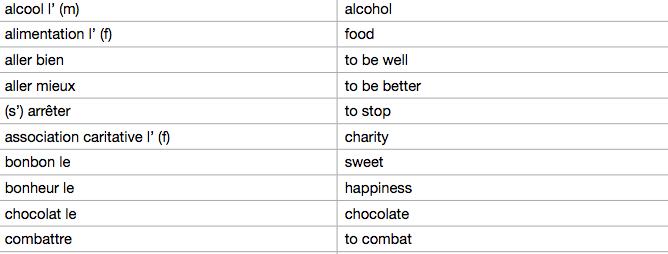 alcool l’ (m) alcohol
alimentation l’ (f) food
aller bien to be well
aller mieux to be better
(s’) arrêter to stop
association caritative l’ (f) charity
bonbon le sweet
bonheur le happiness
chocolat le chocolate
combattre to combat